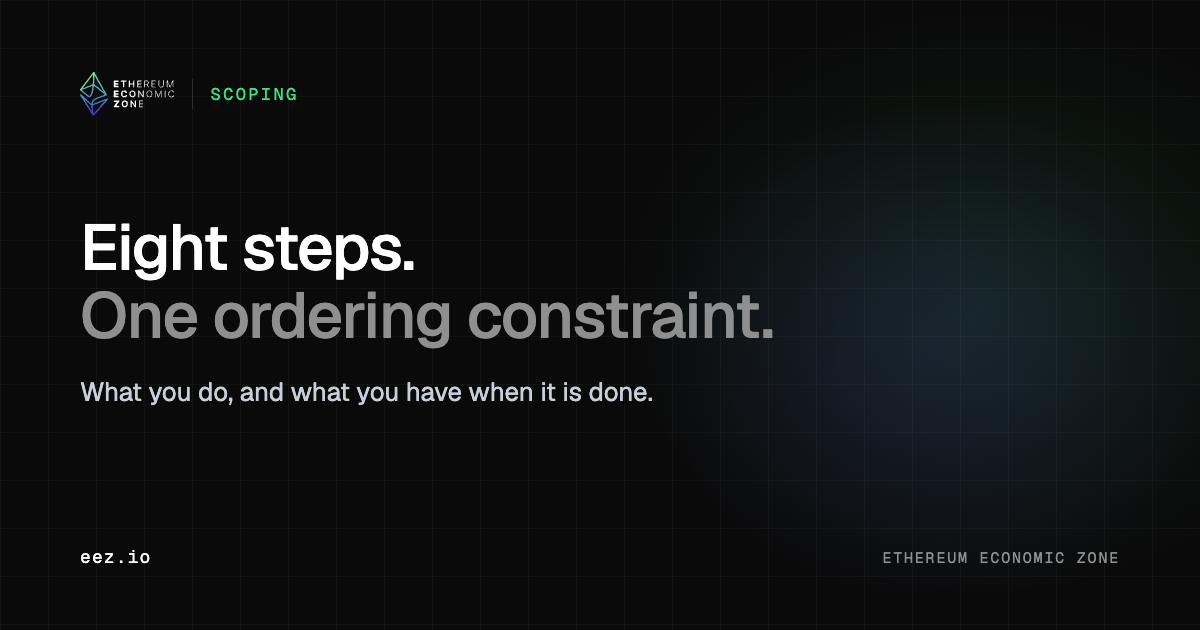 ETHEREUM
ECONOMIC
ZONE
SCOPING
Eight steps.
One ordering constraint.
What you do, and what you have when it is done.
eez.io
ETHEREUM ECONOMIC ZONE